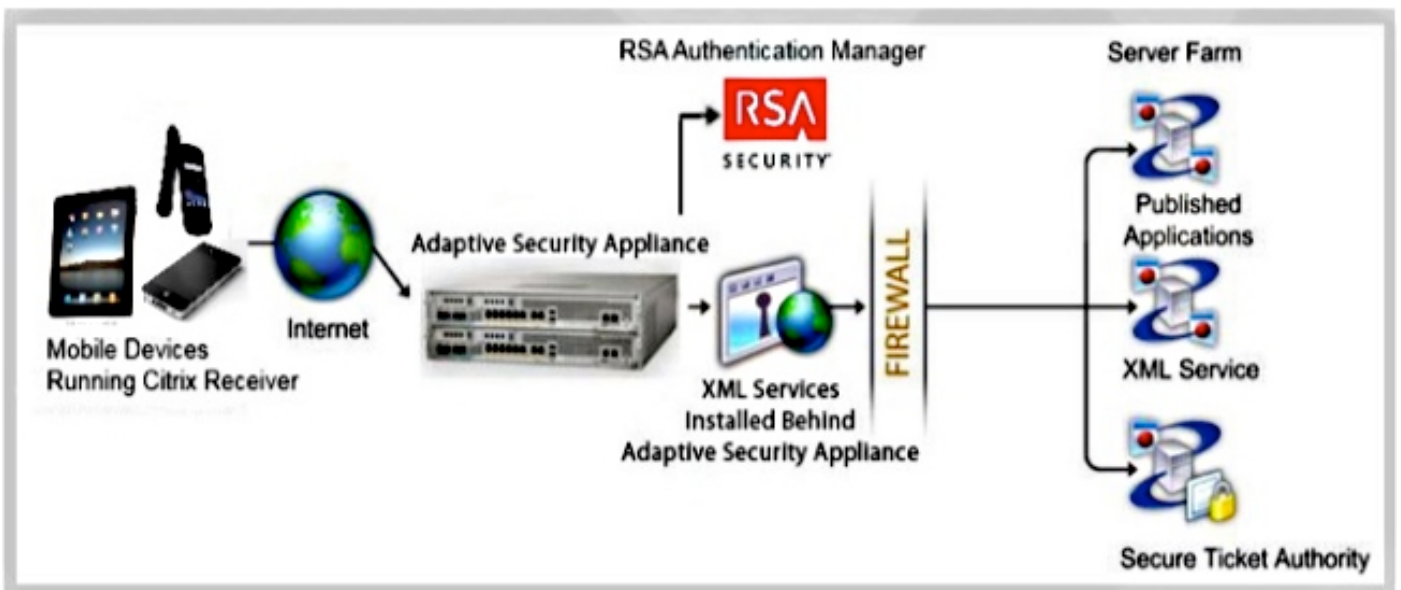 RSA Authentication Manager
RSA
SECURITY
Server Farm
Mobile Devices
Running Citrix Receiver
Internet
Adaptive Security Appliance
XML Services
Installed Behind
Adaptive Security Appliance
FIREWALL
Published
Applications
XML Service
Secure Ticket Authority